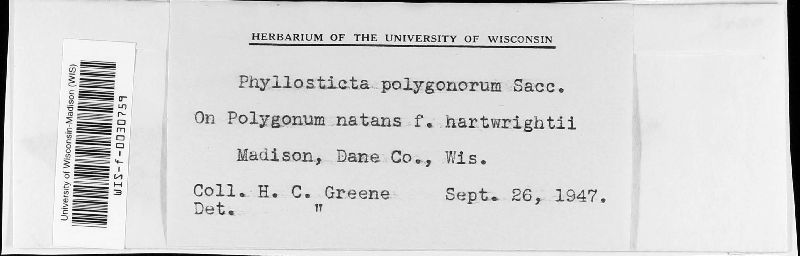 HERBARIUM OF THE UNIVERSITY OF WISCONSIN
Phyllosticta polygonorum Sacc.
On Polygonum natans f. hartwrightii
Madison, Dane Co., Wis.
Coll. H. C. Greene Sept. 26, 1947.
Det. "
University of Wisconsin-Madison (WIS)
WIS-f-0030759